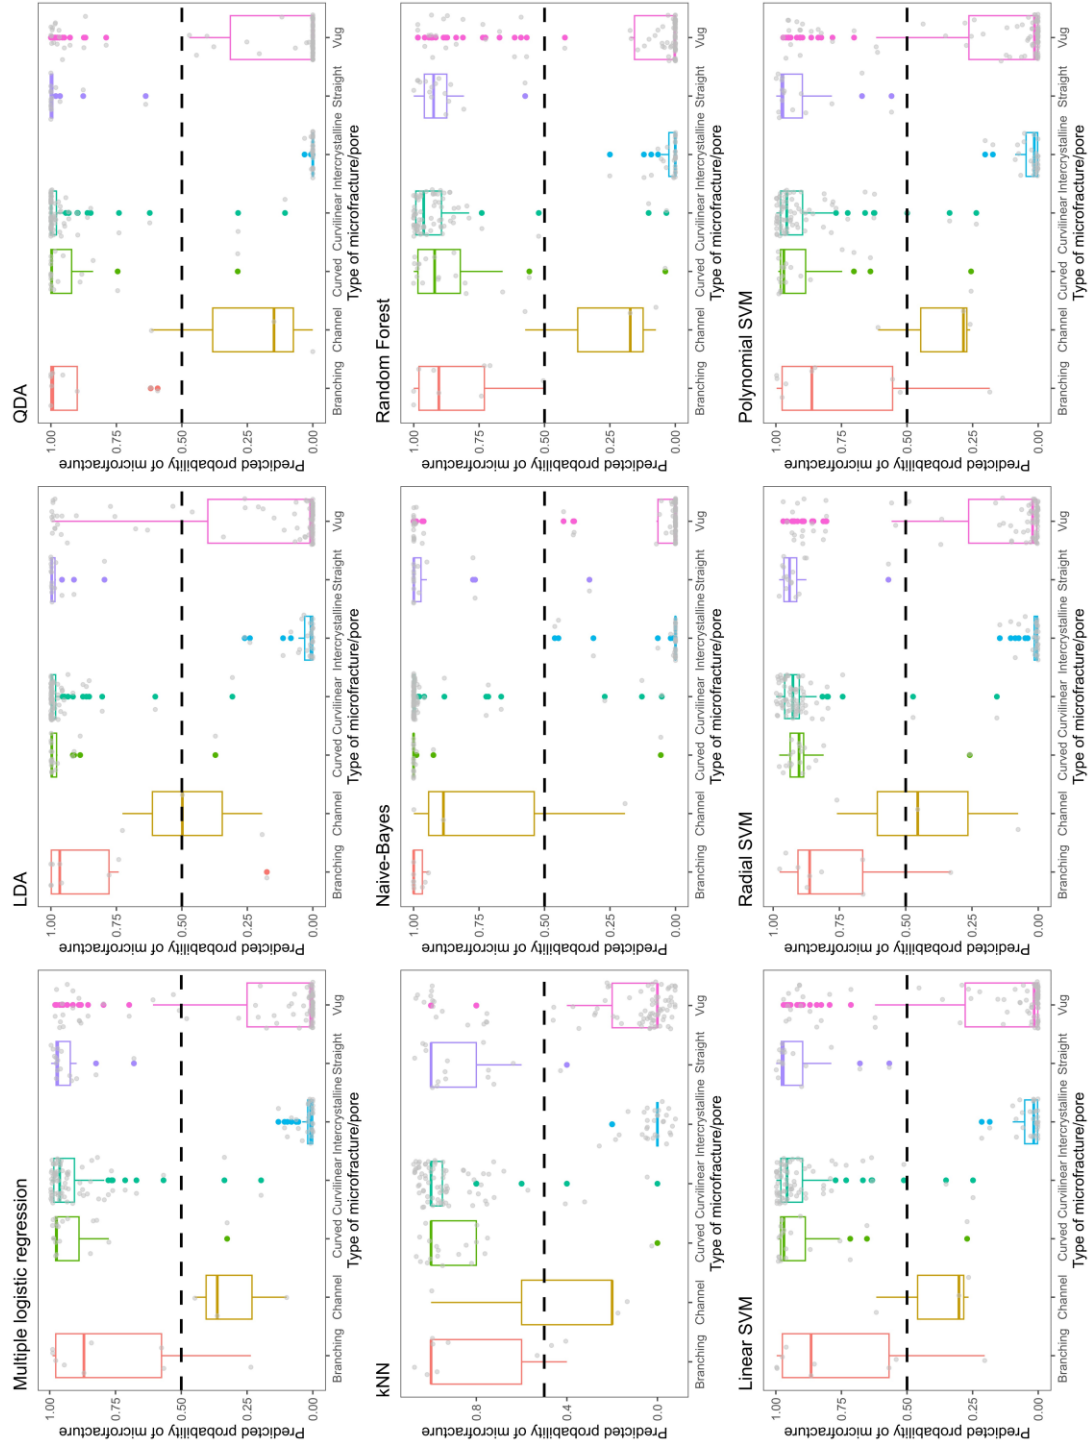 Multiple logistic regression
Predicted probability of microfracture
1.00
0.75
0.50
0.25
0.00
Branching Channel Curved Curvilinear Intercrystalline Straight Vug
Type of microfracture/pore
LDA
Predicted probability of microfracture
1.00
0.75
0.50
0.25
0.00
Branching Channel Curved Curvilinear Intercrystalline Straight Vug
Type of microfracture/pore
QDA
Predicted probability of microfracture
1.00
0.75
0.50
0.25
0.00
Branching Channel Curved Curvilinear Intercrystalline Straight Vug
Type of microfracture/pore
kNN
Predicted probability of microfracture
0.8
0.4
0.0
Branching Channel Curved Curvilinear Intercrystalline Straight Vug
Type of microfracture/pore
Naive-Bayes
Predicted probability of microfracture
1.00
0.75
0.50
0.25
0.00
Branching Channel Curved Curvilinear Intercrystalline Straight Vug
Type of microfracture/pore
Random Forest
Predicted probability of microfracture
1.00
0.75
0.50
0.25
0.00
Branching Channel Curved Curvilinear Intercrystalline Straight Vug
Type of microfracture/pore
Linear SVM
Predicted probability of microfracture
1.00
0.75
0.50
0.25
0.00
Branching Channel Curved Curvilinear Intercrystalline Straight Vug
Type of microfracture/pore
Radial SVM
Predicted probability of microfracture
1.00
0.75
0.50
0.25
0.00
Branching Channel Curved Curvilinear Intercrystalline Straight Vug
Type of microfracture/pore
Polynomial SVM
Predicted probability of microfracture
1.00
0.75
0.50
0.25
0.00
Branching Channel Curved Curvilinear Intercrystalline Straight Vug
Type of microfracture/pore